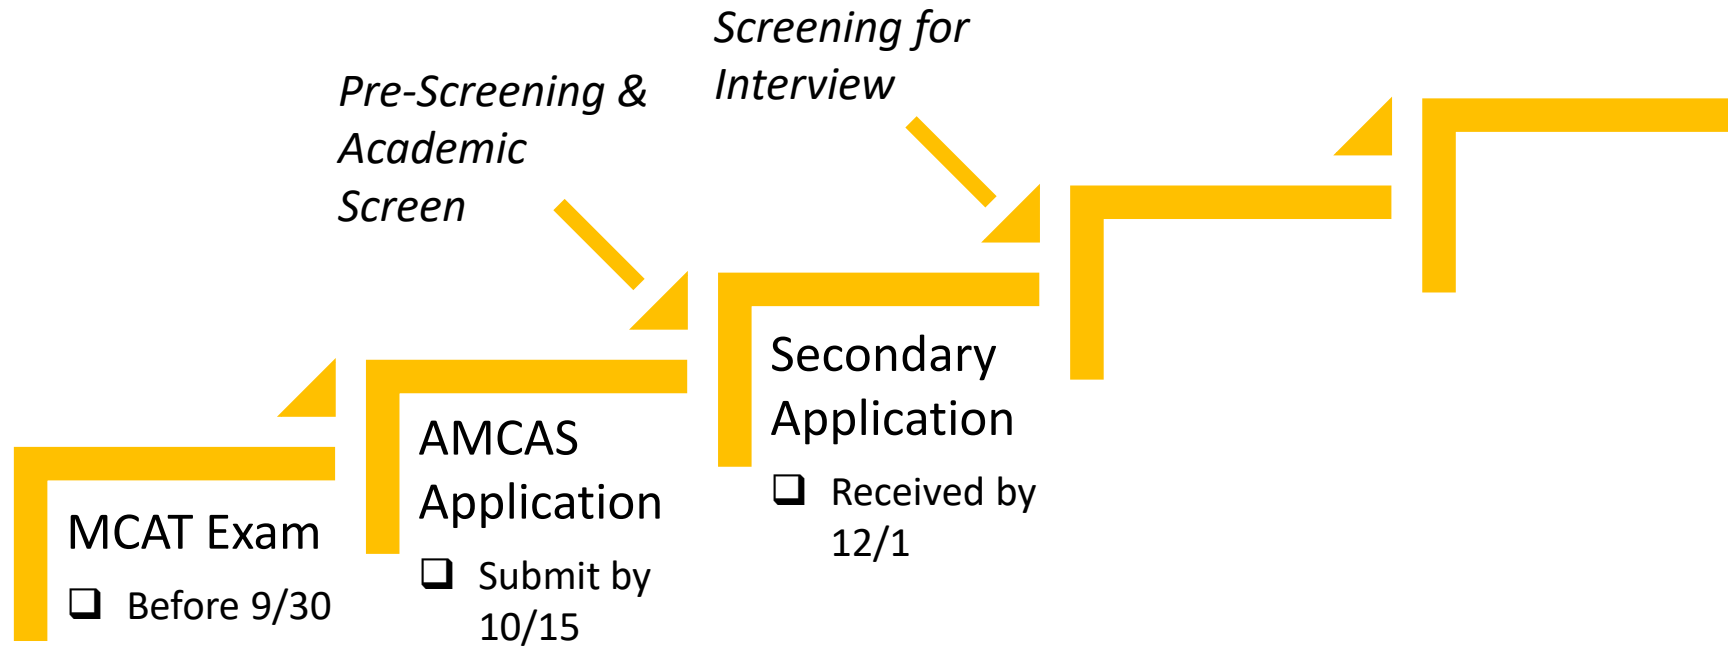 Screening for
Interview
Pre-Screening &
Academic
Screen
MCAT Exam
❑ Before 9/30
AMCAS
Application
❑ Submit by
10/15
Secondary
Application
❑ Received by
12/1